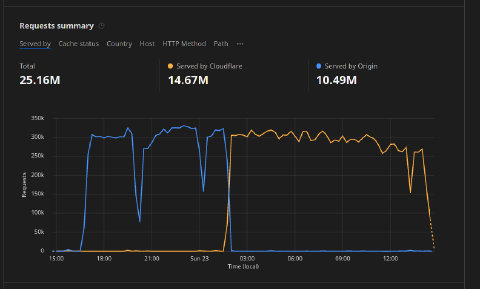 Requests summary
Served by Cache status Country Host HTTP Method Path ···
Total
25.16M
Served by Cloudflare
14.67M
Served by Origin
10.49M
350k
300k
250k
200k
150k
100k
50k
0
Requests
15:00 18:00 21:00 Sun 23 03:00 06:00 09:00 12:00
Time (local)